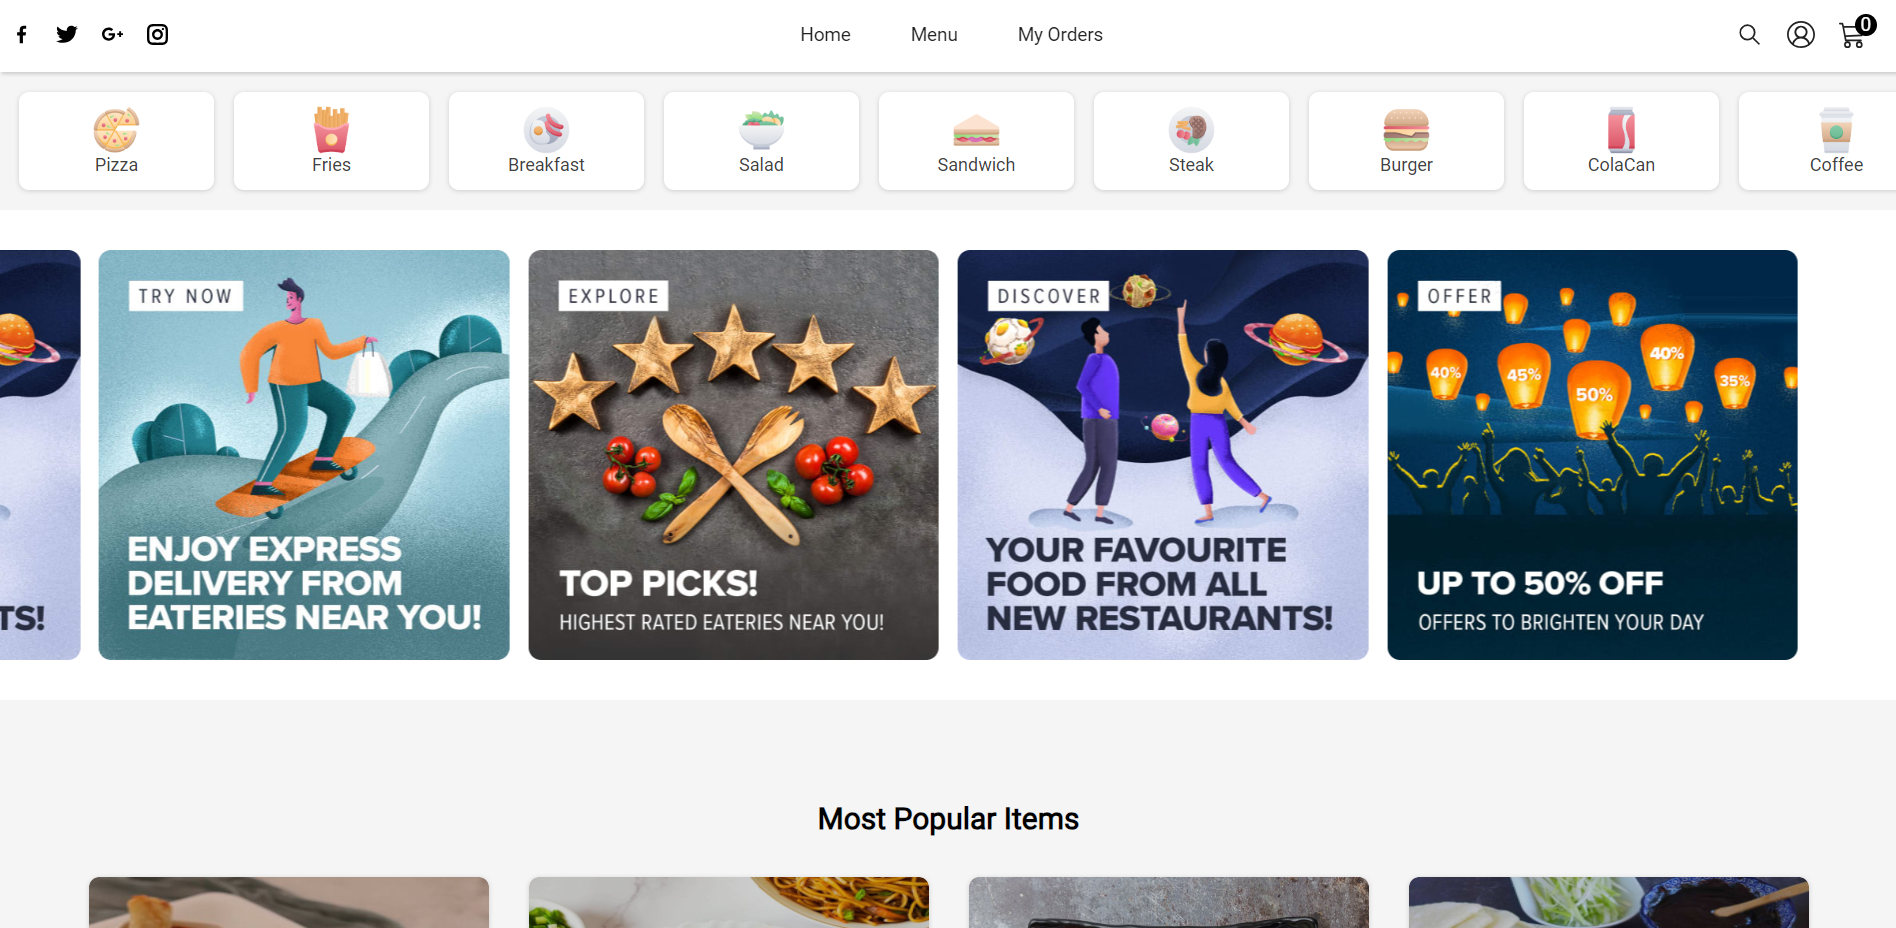 Home
Menu
My Orders
0
Pizza
Fries
Breakfast
Salad
Sandwich
Steak
Burger
ColaCan
Coffee
TS!
TRY NOW
ENJOY EXPRESS
DELIVERY FROM
EATERIES NEAR YOU!
EXPLORE
TOP PICKS!
HIGHEST RATED EATERIES NEAR YOU!
DISCOVER
YOUR FAVOURITE
FOOD FROM ALL
NEW RESTAURANTS!
OFFER
40%
45%
50%
40%
35%
UP TO 50% OFF
OFFERS TO BRIGHTEN YOUR DAY
Most Popular Items